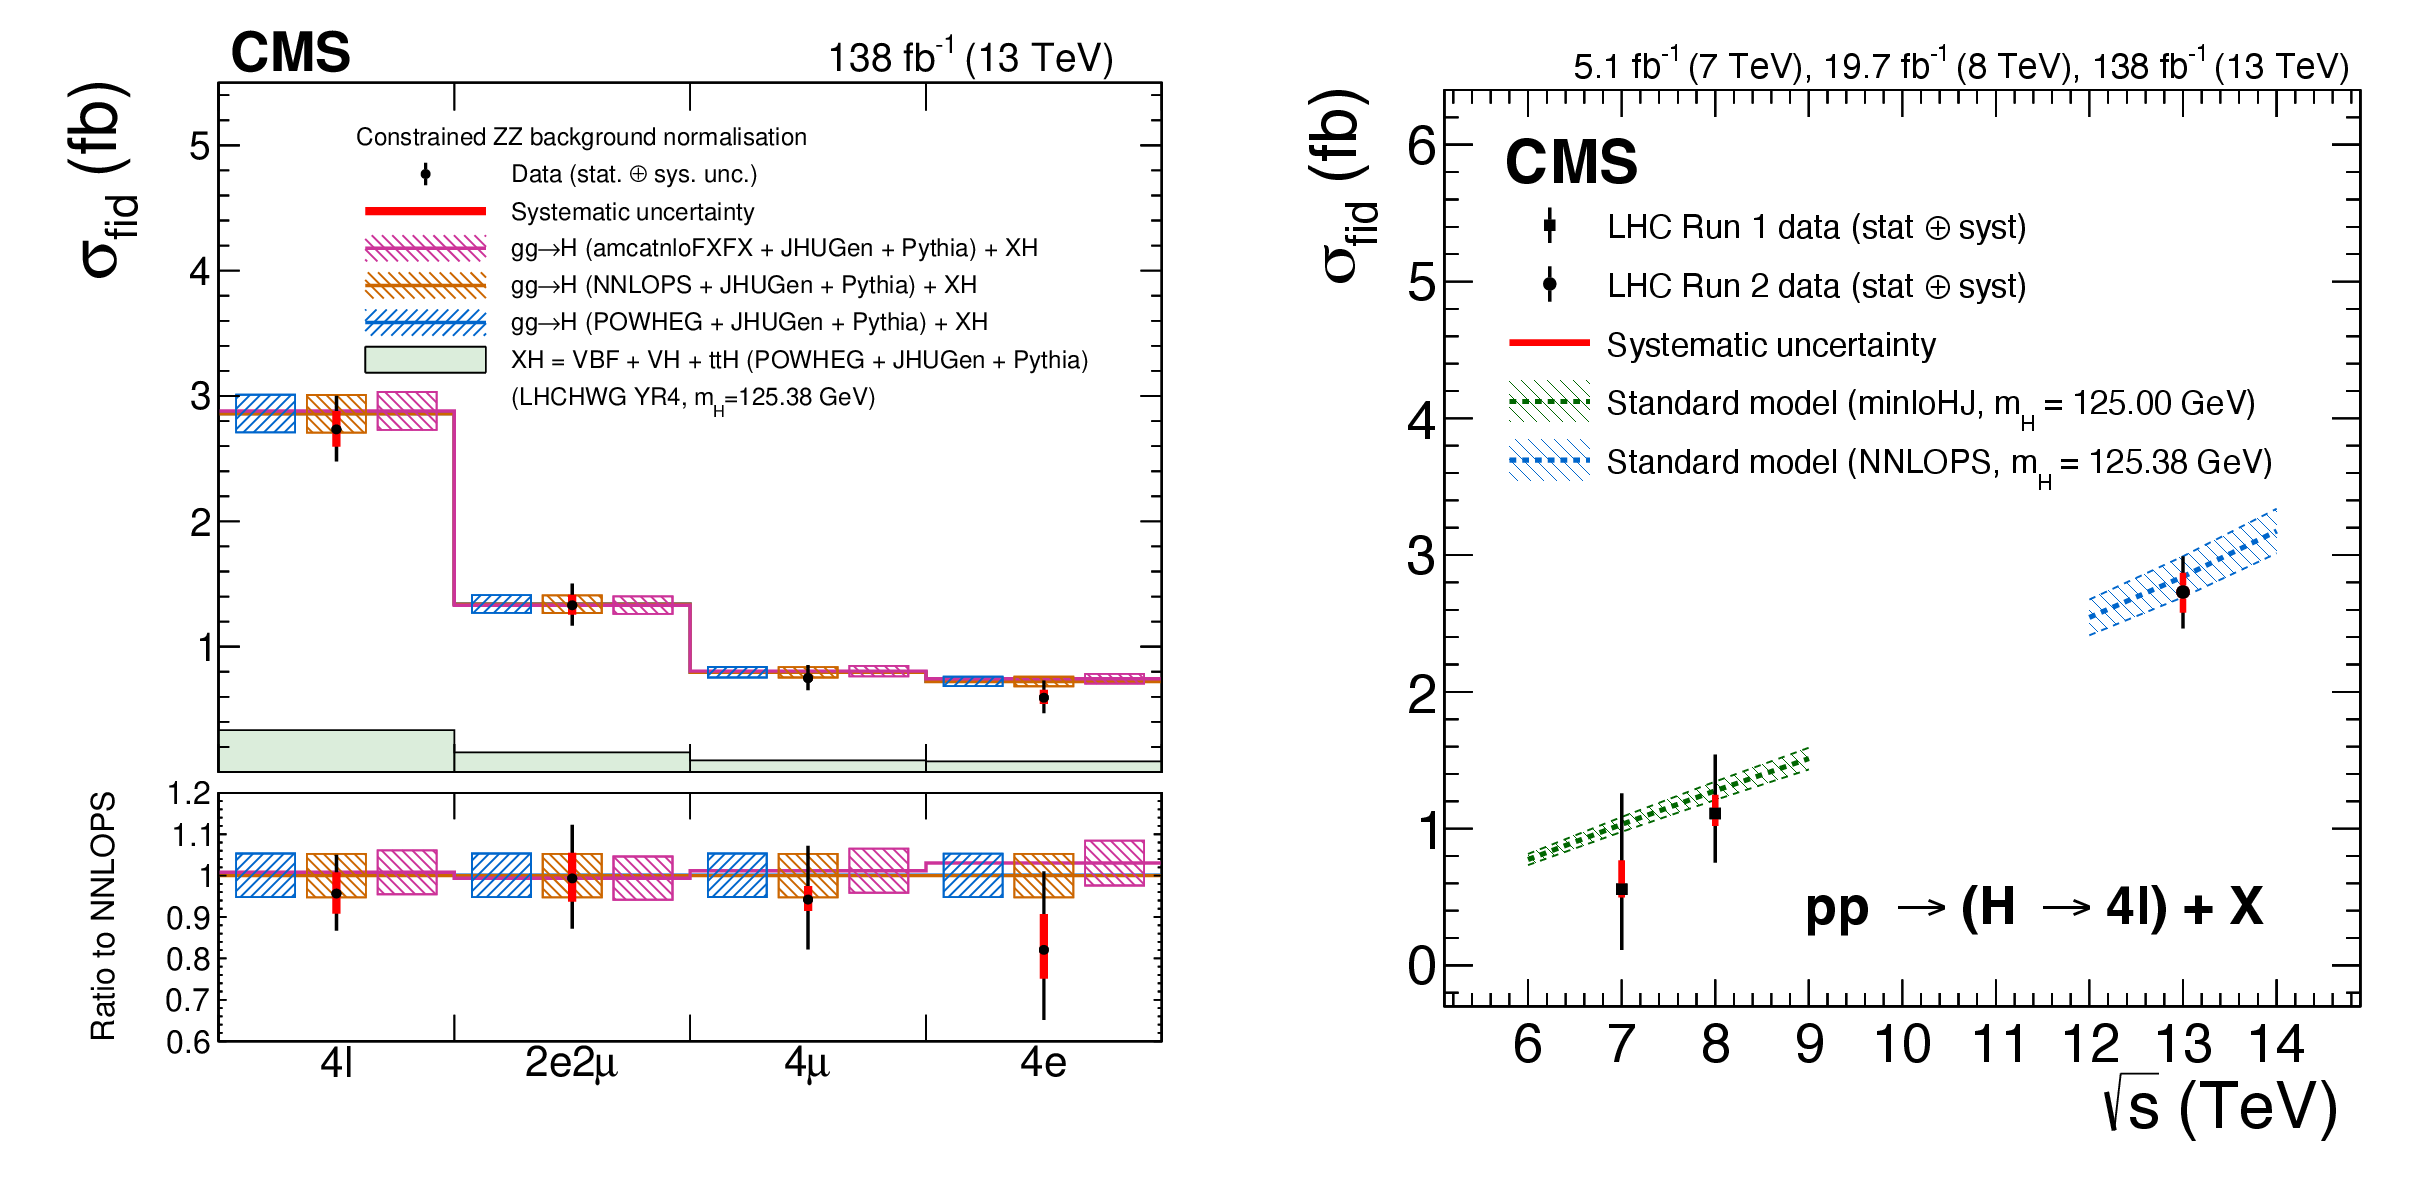 CMS
138 fb-1 (13 TeV)
σfid (fb)
5
4
3
2
1
Constrained ZZ background normalisation
Data (stat. ⊕ sys. unc.)
Systematic uncertainty
gg→H (amcatnloFXFX + JHUGen + Pythia) + XH
gg→H (NNLOPS + JHUGen + Pythia) + XH
gg→H (POWHEG + JHUGen + Pythia) + XH
XH = VBF + VH + ttH (POWHEG + JHUGen + Pythia)
(LHCHWG YR4, mH=125.38 GeV)
Ratio to NNLOPS
1.2
1.1
1
0.9
0.8
0.7
0.6
4l 2e2μ 4μ 4e
5.1 fb-1 (7 TeV), 19.7 fb-1 (8 TeV), 138 fb-1 (13 TeV)
σfid (fb)
6
5
4
3
2
1
0
CMS
LHC Run 1 data (stat ⊕ syst)
LHC Run 2 data (stat ⊕ syst)
Systematic uncertainty
Standard model (minloHJ, mH = 125.00 GeV)
Standard model (NNLOPS, mH = 125.38 GeV)
pp → (H → 4l) + X
6 7 8 9 10 11 12 13 14
√s (TeV)